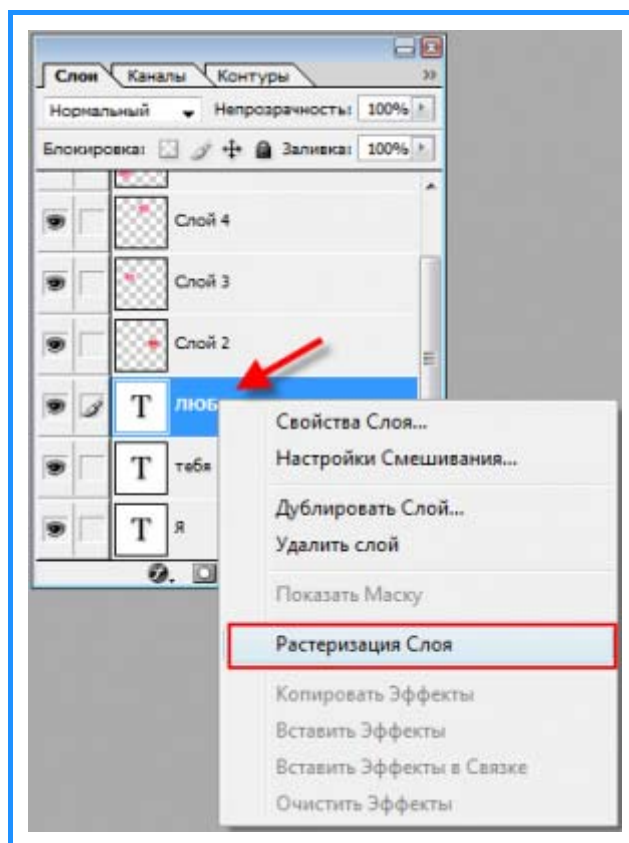 Слои Каналы Контуры
Нормальный Непрозрачность: 100%
Блокировка: Заливка: 100%
Слой 4
Слой 3
Слой 2
T ЛЮБ
T тебя
T Я
Свойства Слоя...
Настройки Смешивания...
Дублировать Слой...
Удалить слой
Показать Маску
Растеризация Слоя
Копировать Эффекты
Вставить Эффекты
Вставить Эффекты в Связке
Очистить Эффекты